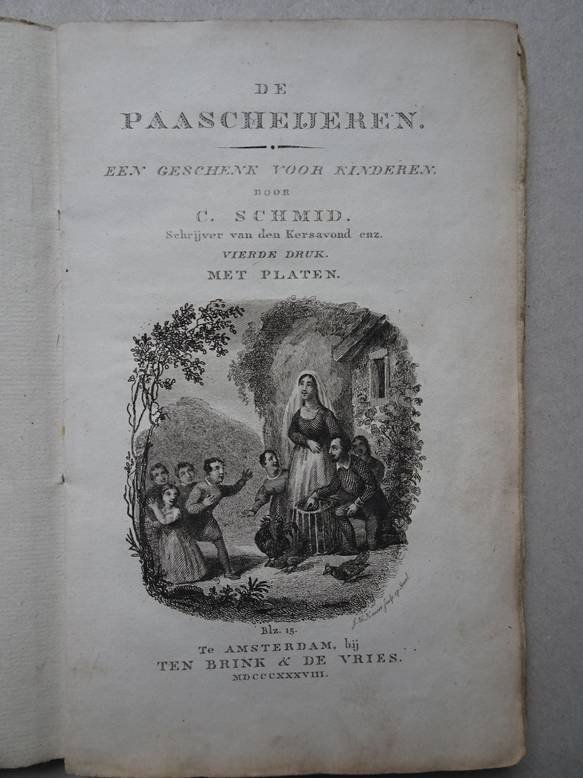 DE
PAASCHEIJEREN.
EEN GESCHENK VOOR KINDEREN.
DOOR
C. SCHMID.
Schrijver van den Kersavond enz.
VIERDE DRUK.
MET PLATEN.
Blz. 15.
Te AMSTERDAM, bij
TEN BRINK & DE VRIES.
MDCCCXXXVIII.